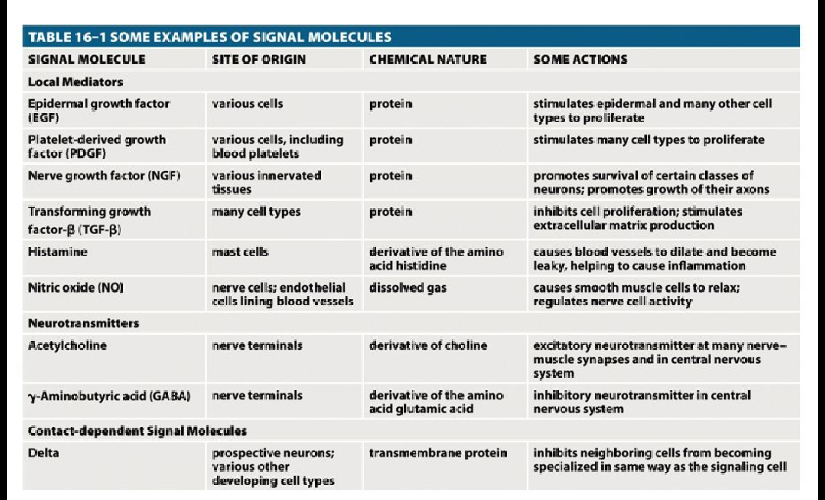 TABLE 16–1 SOME EXAMPLES OF SIGNAL MOLECULES
SIGNAL MOLECULE SITE OF ORIGIN CHEMICAL NATURE SOME ACTIONS
Local Mediators
Epidermal growth factor various cells protein stimulates epidermal and many other cell
(EGF) types to proliferate
Platelet-derived growth various cells, including protein stimulates many cell types to proliferate
factor (PDGF) blood platelets
Nerve growth factor (NGF) various innervated protein promotes survival of certain classes of
tissues neurons; promotes growth of their axons
Transforming growth many cell types protein inhibits cell proliferation; stimulates
factor-β (TGF-β) extracellular matrix production
Histamine mast cells derivative of the amino causes blood vessels to dilate and become
acid histidine leaky, helping to cause inflammation
Nitric oxide (NO) nerve cells; endothelial dissolved gas causes smooth muscle cells to relax;
cells lining blood vessels regulates nerve cell activity
Neurotransmitters
Acetylcholine nerve terminals derivative of choline excitatory neurotransmitter at many nerve–
muscle synapses and in central nervous
system
γ-Aminobutyric acid (GABA) nerve terminals derivative of the amino inhibitory neurotransmitter in central
acid glutamic acid nervous system
Contact-dependent Signal Molecules
Delta prospective neurons; transmembrane protein inhibits neighboring cells from becoming
various other specialized in same way as the signaling cell
developing cell types